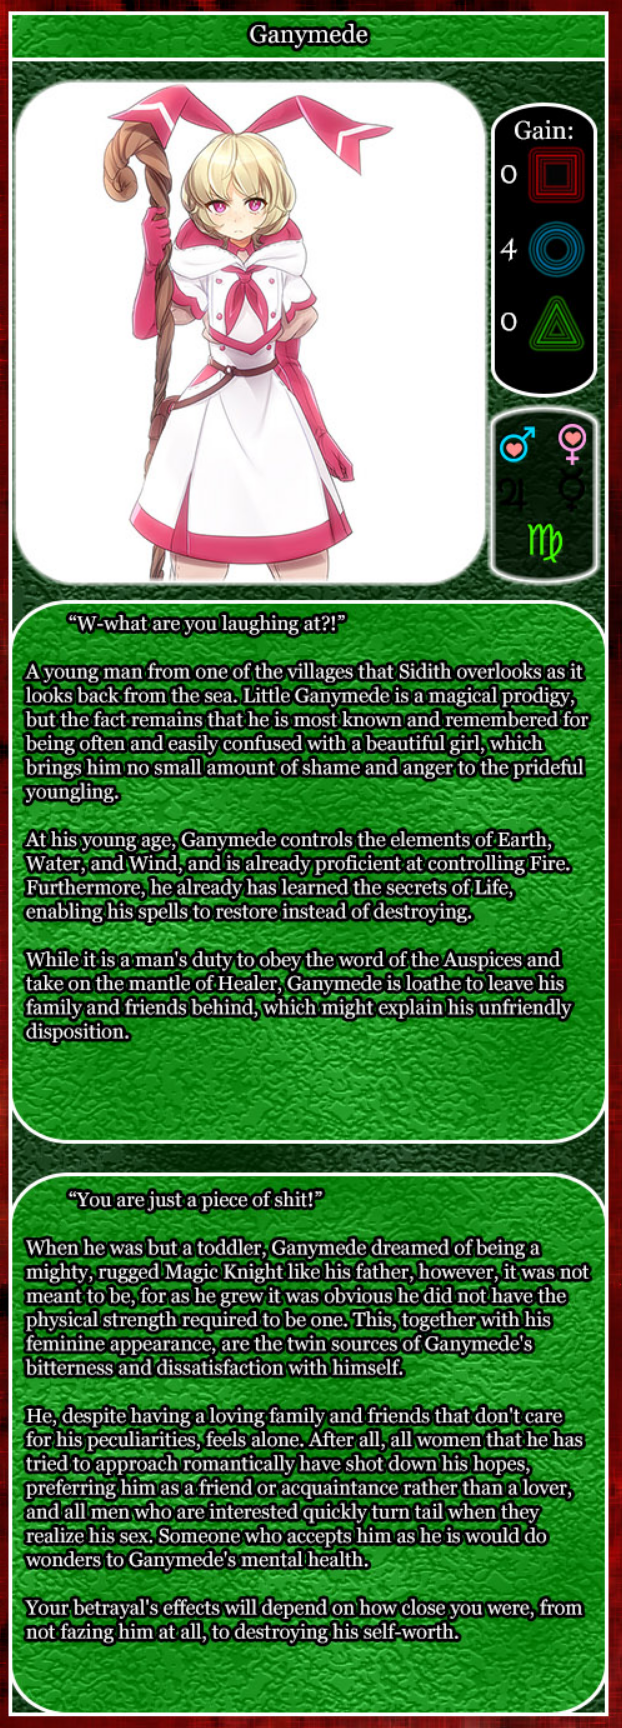 Ganymede
Gain:
0
4
0
“W-what are you laughing at?!”
A young man from one of the villages that Sidith overlooks as it
looks back from the sea. Little Ganymede is a magical prodigy,
but the fact remains that he is most known and remembered for
being often and easily confused with a beautiful girl, which
brings him no small amount of shame and anger to the prideful
youngling.
At his young age, Ganymede controls the elements of Earth,
Water, and Wind, and is already proficient at controlling Fire.
Furthermore, he already has learned the secrets of Life,
enabling his spells to restore instead of destroying.
While it is a man's duty to obey the word of the Auspices and
take on the mantle of Healer, Ganymede is loathe to leave his
family and friends behind, which might explain his unfriendly
disposition.
“You are just a piece of shit!”
When he was but a toddler, Ganymede dreamed of being a
mighty, rugged Magic Knight like his father, however, it was not
meant to be, for as he grew it was obvious he did not have the
physical strength required to be one. This, together with his
feminine appearance, are the twin sources of Ganymede's
bitterness and dissatisfaction with himself.
He, despite having a loving family and friends that don't care
for his peculiarities, feels alone. After all, all women that he has
tried to approach romantically have shot down his hopes,
preferring him as a friend or acquaintance rather than a lover,
and all men who are interested quickly turn tail when they
realize his sex. Someone who accepts him as he is would do
wonders to Ganymede's mental health.
Your betrayal's effects will depend on how close you were, from
not fazing him at all, to destroying his self-worth.